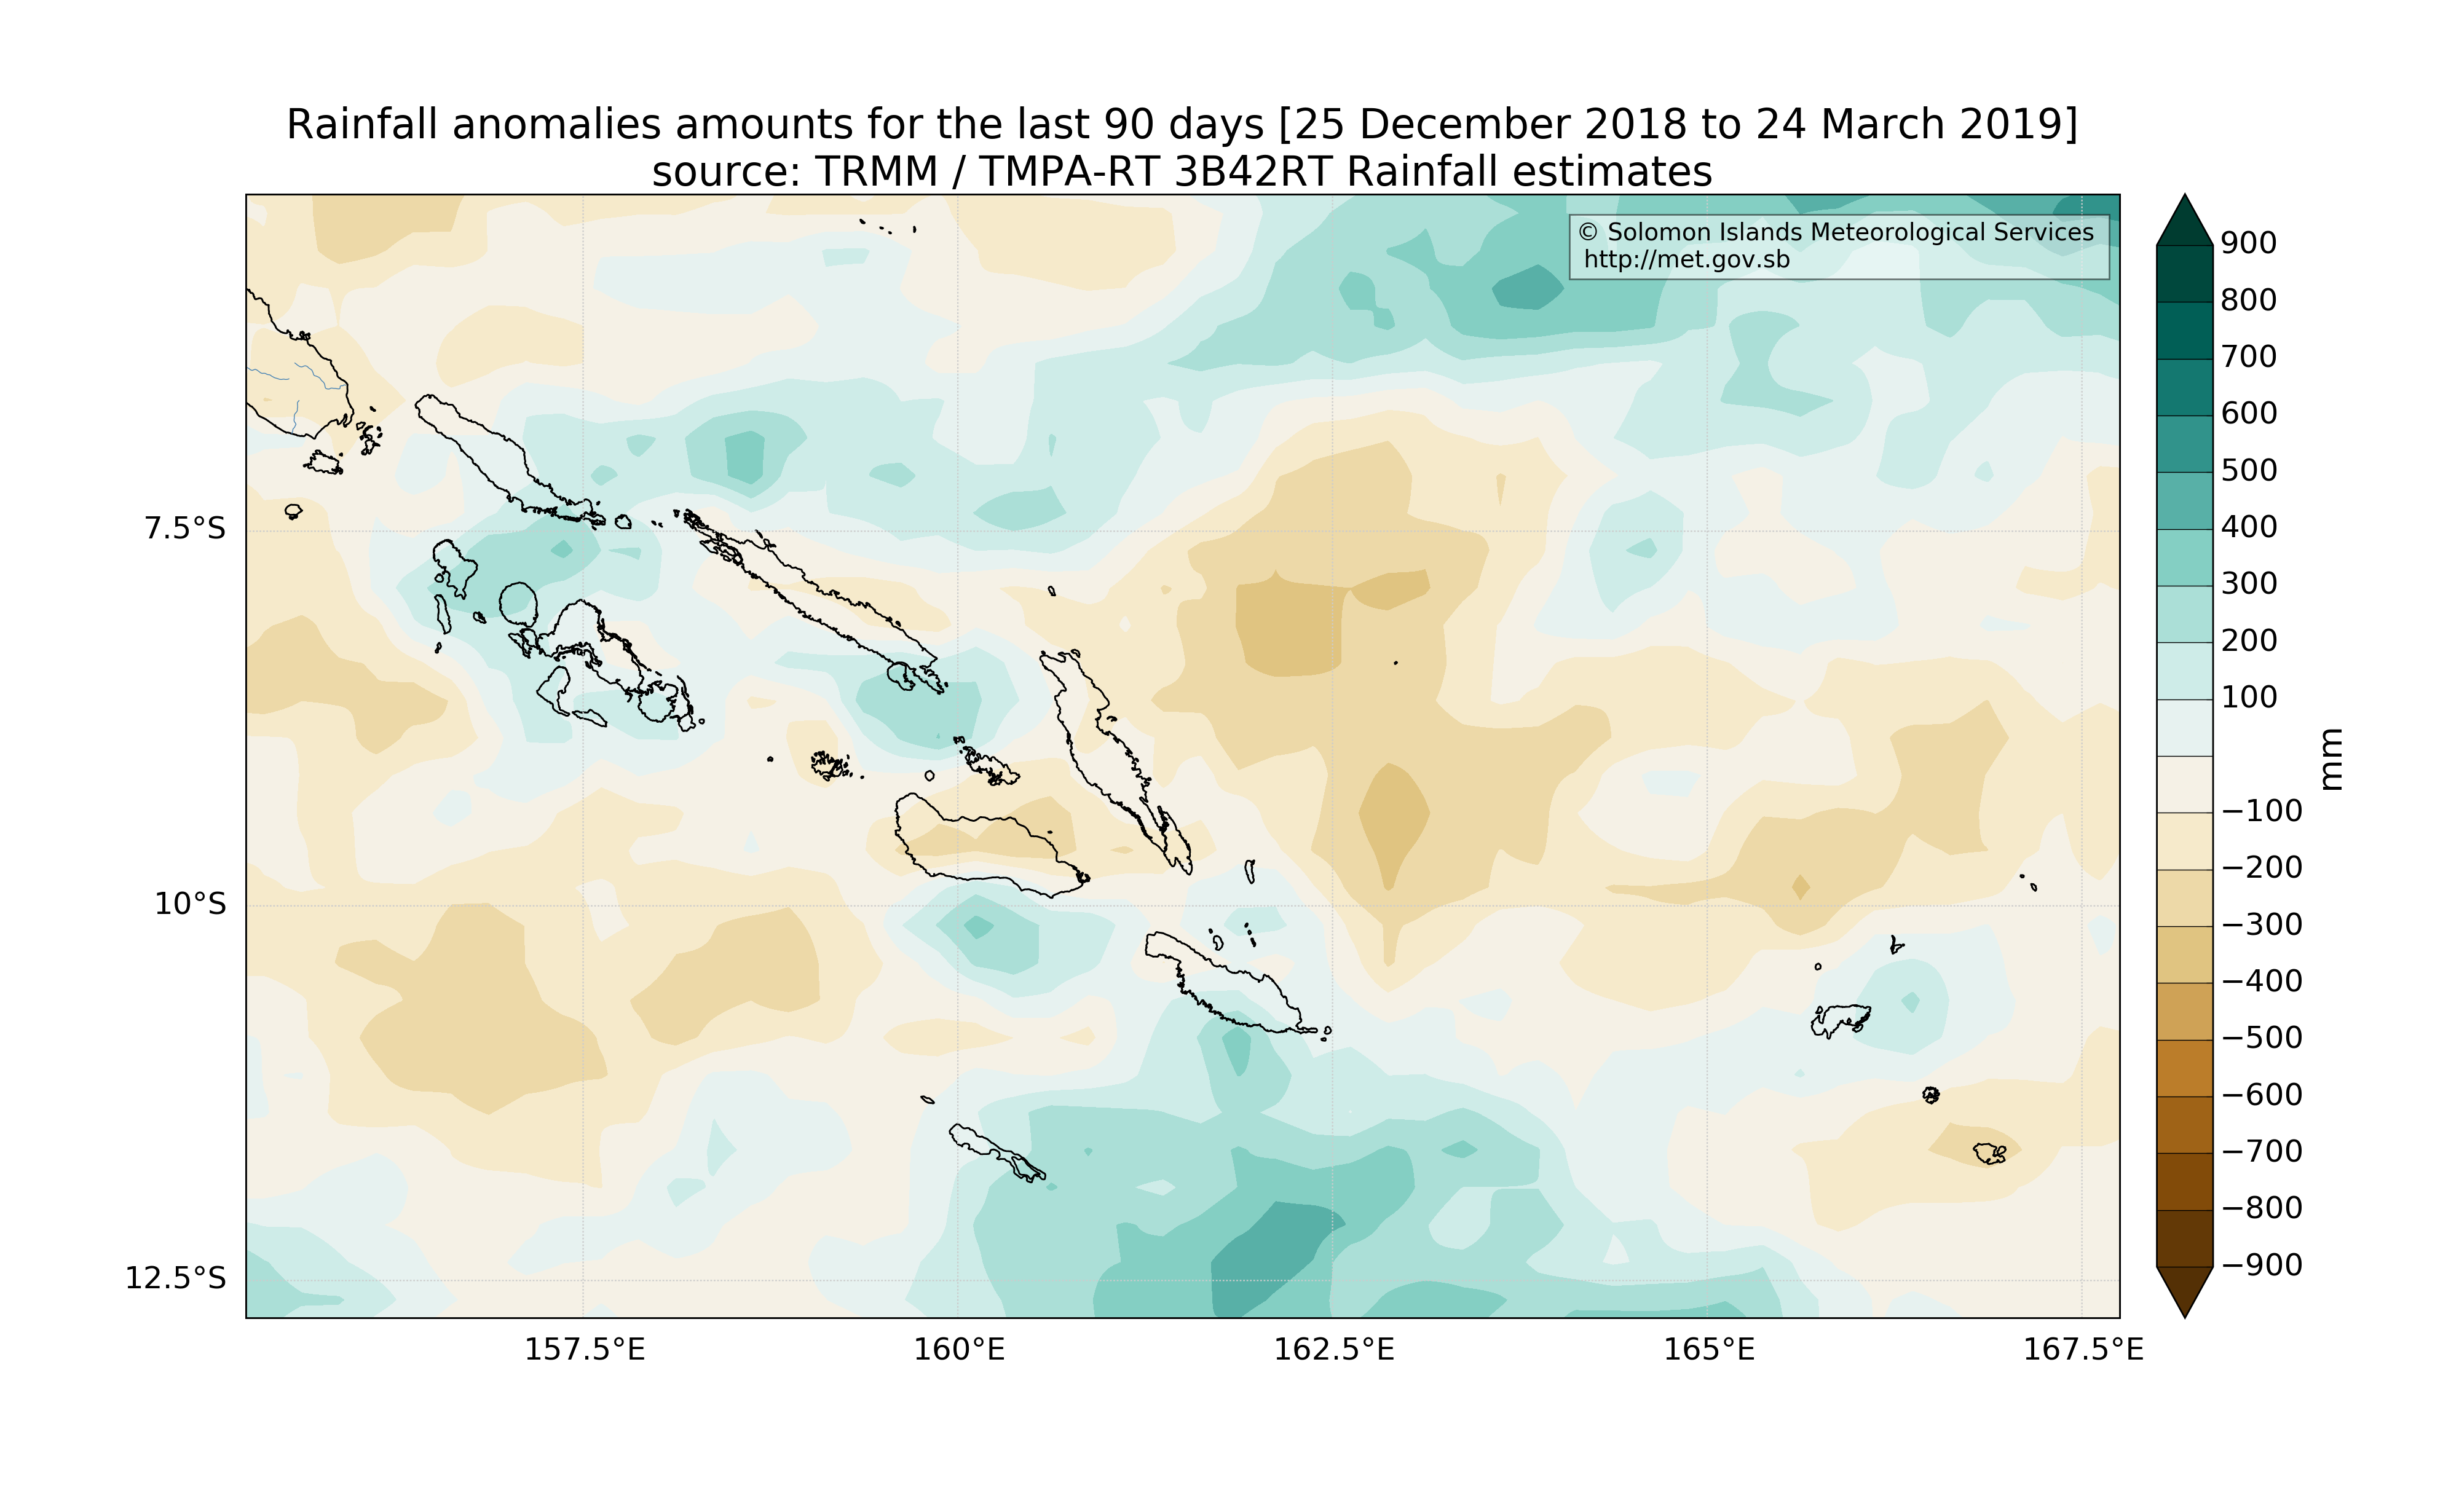 Rainfall anomalies amounts for the last 90 days [25 December 2018 to 24 March 2019]
source: TRMM / TMPA-RT 3B42RT Rainfall estimates
© Solomon Islands Meteorological Services
http://met.gov.sb
7.5°S
10°S
12.5°S
157.5°E
160°E
162.5°E
165°E
167.5°E
900
800
700
600
500
400
300
200
100
−100
−200
−300
−400
−500
−600
−700
−800
−900
mm